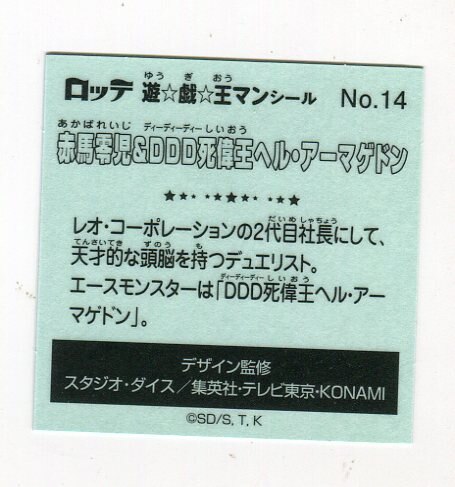 ロッテ 遊☆戯☆王マンシール No.14
赤馬零児&DDD死偉王ヘル・アーマゲドン
レオ・コーポレーションの2代目社長にして、
天才的な頭脳を持つデュエリスト。
エースモンスターは「DDD死偉王ヘル・アー
マゲドン」。
デザイン監修
スタジオ・ダイス/集英社・テレビ東京・KONAMI
©SD/S, T, K